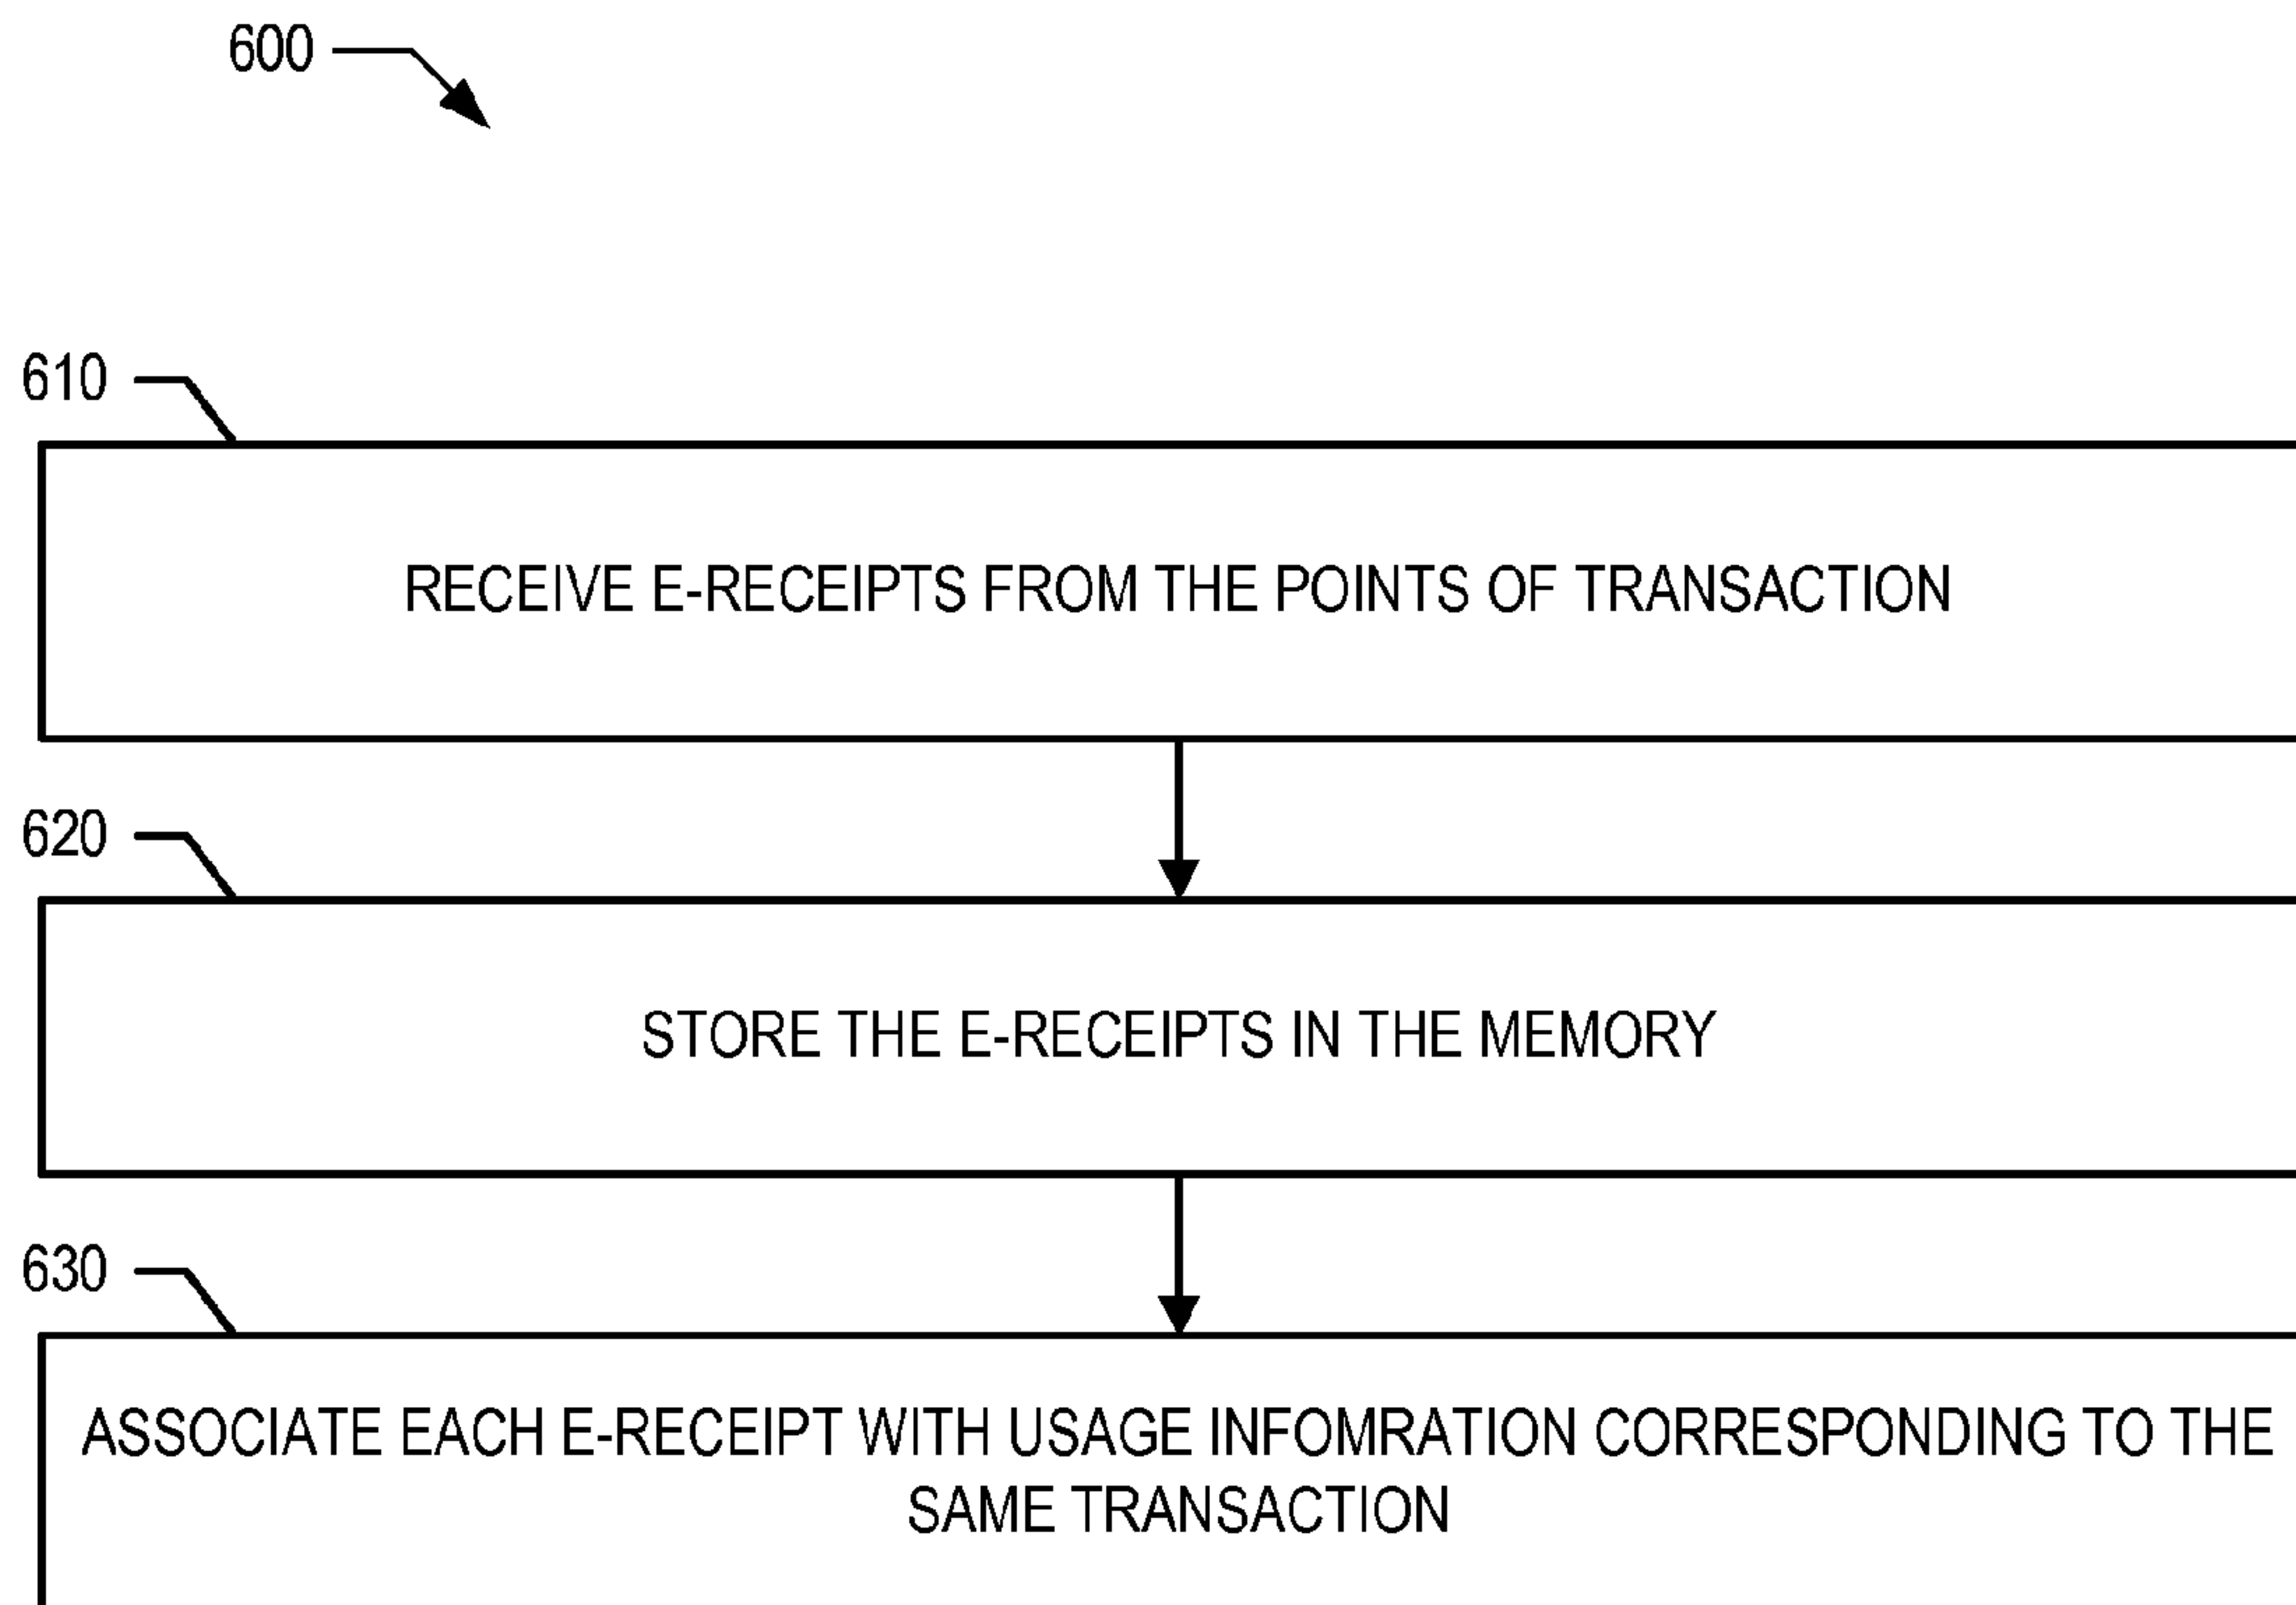 600
610
RECEIVE E-RECEIPTS FROM THE POINTS OF TRANSACTION
620
STORE THE E-RECEIPTS IN THE MEMORY
630
ASSOCIATE EACH E-RECEIPT WITH USAGE INFOMRATION CORRESPONDING TO THE
SAME TRANSACTION